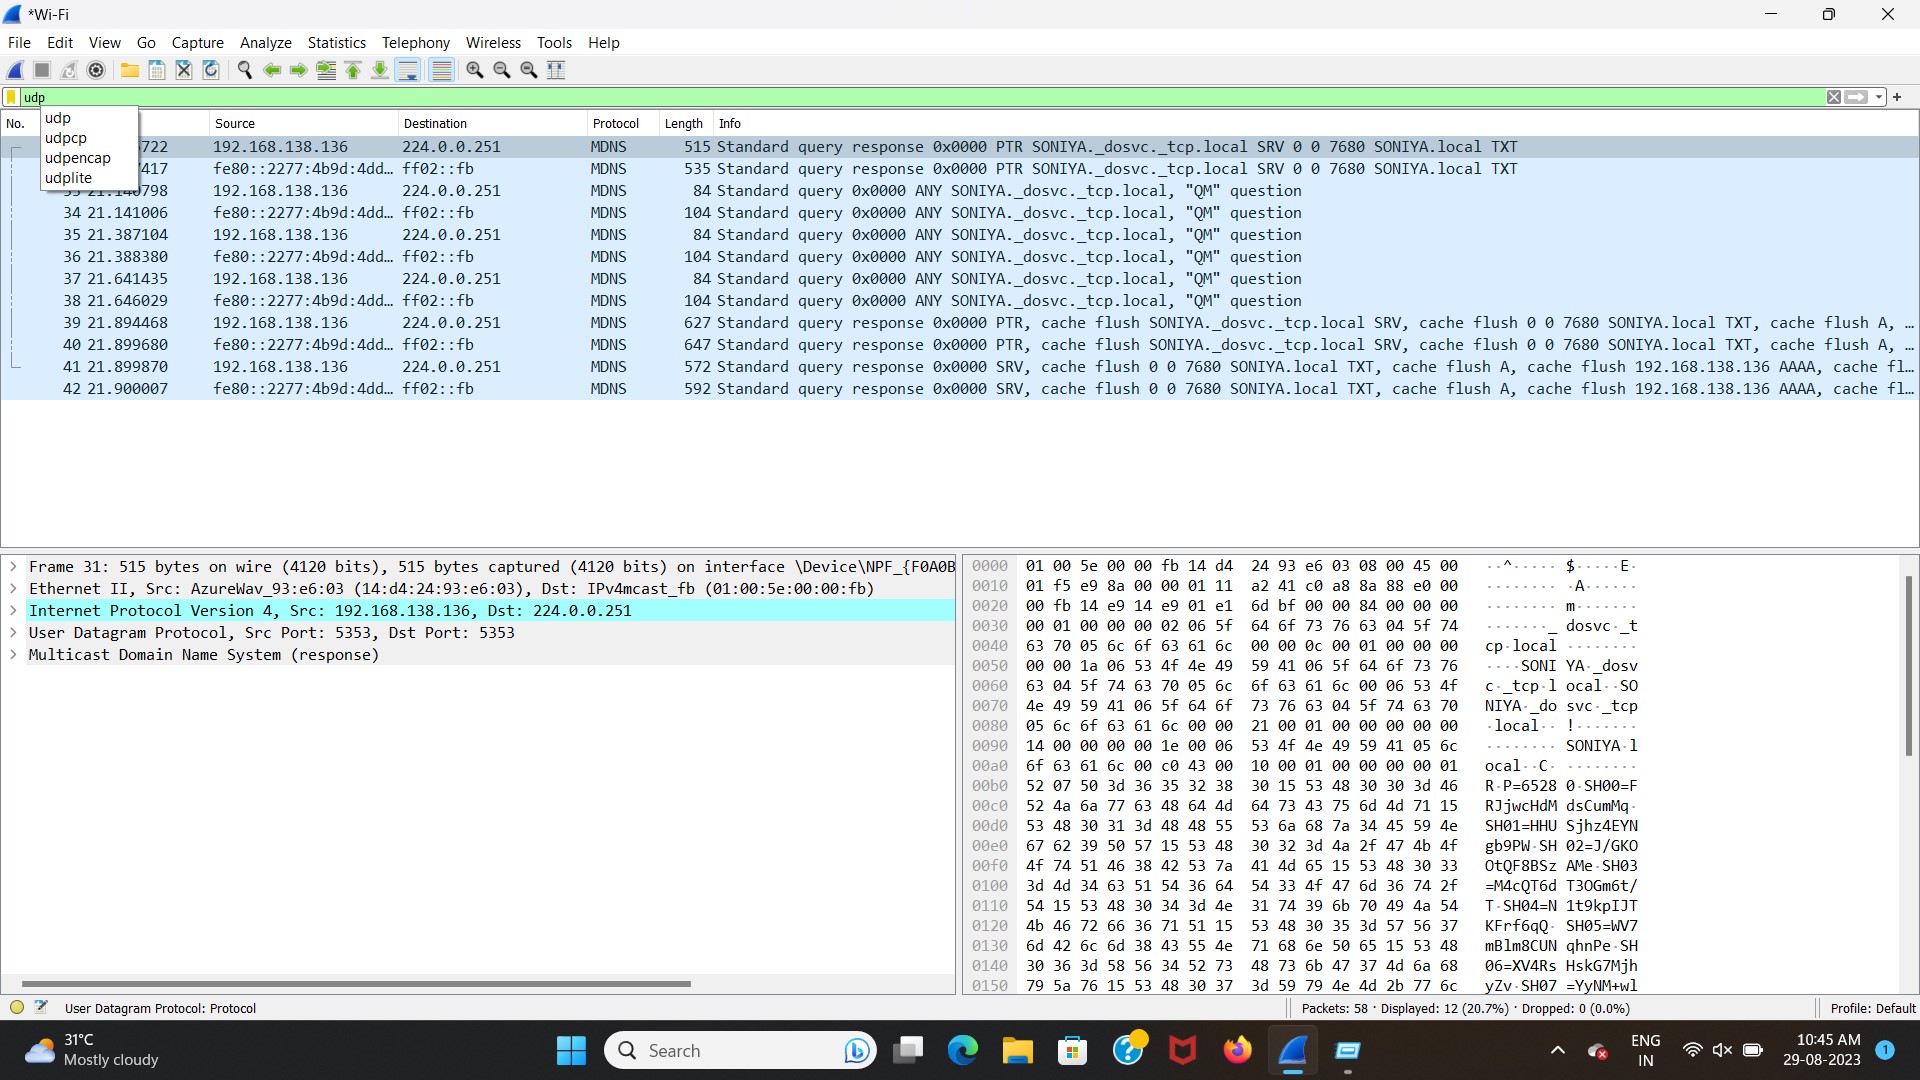 *Wi-Fi
File Edit View Go Capture Analyze Statistics Telephony Wireless Tools Help
udp
udp
udpcp
udpencap
udplite
No. Source Destination Protocol Length Info
722 192.168.138.136 224.0.0.251 MDNS 515 Standard query response 0x0000 PTR SONIYA._dosvc._tcp.local SRV 0 0 7680 SONIYA.local TXT
417 fe80::2277:4b9d:4dd… ff02::fb MDNS 535 Standard query response 0x0000 PTR SONIYA._dosvc._tcp.local SRV 0 0 7680 SONIYA.local TXT
33 21.140798 192.168.138.136 224.0.0.251 MDNS 84 Standard query 0x0000 ANY SONIYA._dosvc._tcp.local, "QM" question
34 21.141006 fe80::2277:4b9d:4dd… ff02::fb MDNS 104 Standard query 0x0000 ANY SONIYA._dosvc._tcp.local, "QM" question
35 21.387104 192.168.138.136 224.0.0.251 MDNS 84 Standard query 0x0000 ANY SONIYA._dosvc._tcp.local, "QM" question
36 21.388380 fe80::2277:4b9d:4dd… ff02::fb MDNS 104 Standard query 0x0000 ANY SONIYA._dosvc._tcp.local, "QM" question
37 21.641435 192.168.138.136 224.0.0.251 MDNS 84 Standard query 0x0000 ANY SONIYA._dosvc._tcp.local, "QM" question
38 21.646029 fe80::2277:4b9d:4dd… ff02::fb MDNS 104 Standard query 0x0000 ANY SONIYA._dosvc._tcp.local, "QM" question
39 21.894468 192.168.138.136 224.0.0.251 MDNS 627 Standard query response 0x0000 PTR, cache flush SONIYA._dosvc._tcp.local SRV, cache flush 0 0 7680 SONIYA.local TXT, cache flush A, …
40 21.899680 fe80::2277:4b9d:4dd… ff02::fb MDNS 647 Standard query response 0x0000 PTR, cache flush SONIYA._dosvc._tcp.local SRV, cache flush 0 0 7680 SONIYA.local TXT, cache flush A, …
41 21.899870 192.168.138.136 224.0.0.251 MDNS 572 Standard query response 0x0000 SRV, cache flush 0 0 7680 SONIYA.local TXT, cache flush A, cache flush 192.168.138.136 AAAA, cache fl…
42 21.900007 fe80::2277:4b9d:4dd… ff02::fb MDNS 592 Standard query response 0x0000 SRV, cache flush 0 0 7680 SONIYA.local TXT, cache flush A, cache flush 192.168.138.136 AAAA, cache fl…
Frame 31: 515 bytes on wire (4120 bits), 515 bytes captured (4120 bits) on interface \Device\NPF_{F0A0B
Ethernet II, Src: AzureWav_93:e6:03 (14:d4:24:93:e6:03), Dst: IPv4mcast_fb (01:00:5e:00:00:fb)
Internet Protocol Version 4, Src: 192.168.138.136, Dst: 224.0.0.251
User Datagram Protocol, Src Port: 5353, Dst Port: 5353
Multicast Domain Name System (response)
0000 01 00 5e 00 00 fb 14 d4 24 93 e6 03 08 00 45 00 ··^····· $·····E·
0010 01 f5 e9 8a 00 00 01 11 a2 41 c0 a8 8a 88 e0 00 ········ ·A······
0020 00 fb 14 e9 14 e9 01 e1 6d bf 00 00 84 00 00 00 ········ m·······
0030 00 01 00 00 00 02 06 5f 64 6f 73 76 63 04 5f 74 ·······_ dosvc·_t
0040 63 70 05 6c 6f 63 61 6c 00 00 0c 00 01 00 00 00 cp·local ········
0050 00 00 1a 06 53 4f 4e 49 59 41 06 5f 64 6f 73 76 ····SONI YA·_dosv
0060 63 04 5f 74 63 70 05 6c 6f 63 61 6c 00 06 53 4f c·_tcp·l ocal··SO
0070 4e 49 59 41 06 5f 64 6f 73 76 63 04 5f 74 63 70 NIYA·_do svc·_tcp
0080 05 6c 6f 63 61 6c 00 00 21 00 01 00 00 00 00 00 ·local·· !·······
0090 14 00 00 00 00 1e 00 06 53 4f 4e 49 59 41 05 6c ········ SONIYA·l
00a0 6f 63 61 6c 00 c0 43 00 10 00 01 00 00 00 00 01 ocal··C· ········
00b0 52 07 50 3d 36 35 32 38 30 15 53 48 30 30 3d 46 R·P=6528 0·SH00=F
00c0 52 4a 6a 77 63 48 64 4d 64 73 43 75 6d 4d 71 15 RJjwcHdM dsCumMq·
00d0 53 48 30 31 3d 48 48 55 53 6a 68 7a 34 45 59 4e SH01=HHU Sjhz4EYN
00e0 67 62 39 50 57 15 53 48 30 32 3d 4a 2f 47 4b 4f gb9PW·SH 02=J/GKO
00f0 4f 74 51 46 38 42 53 7a 41 4d 65 15 53 48 30 33 OtQF8BSz AMe·SH03
0100 3d 4d 34 63 51 54 36 64 54 33 4f 47 6d 36 74 2f =M4cQT6d T3OGm6t/
0110 54 15 53 48 30 34 3d 4e 31 74 39 6b 70 49 4a 54 T·SH04=N 1t9kpIJT
0120 4b 46 72 66 36 71 51 15 53 48 30 35 3d 57 56 37 KFrf6qQ· SH05=WV7
0130 6d 42 6c 6d 38 43 55 4e 71 68 6e 50 65 15 53 48 mBlm8CUN qhnPe·SH
0140 30 36 3d 58 56 34 52 73 48 73 6b 47 37 4d 6a 68 06=XV4Rs HskG7Mjh
0150 79 5a 76 15 53 48 30 37 3d 59 79 4e 4d 2b 77 6c yZv·SH07 =YyNM+wl
User Datagram Protocol: Protocol
Packets: 58 · Displayed: 12 (20.7%) · Dropped: 0 (0.0%)
Profile: Default
31°C
Mostly cloudy
Search
ENG
IN
10:45 AM
29-08-2023
1